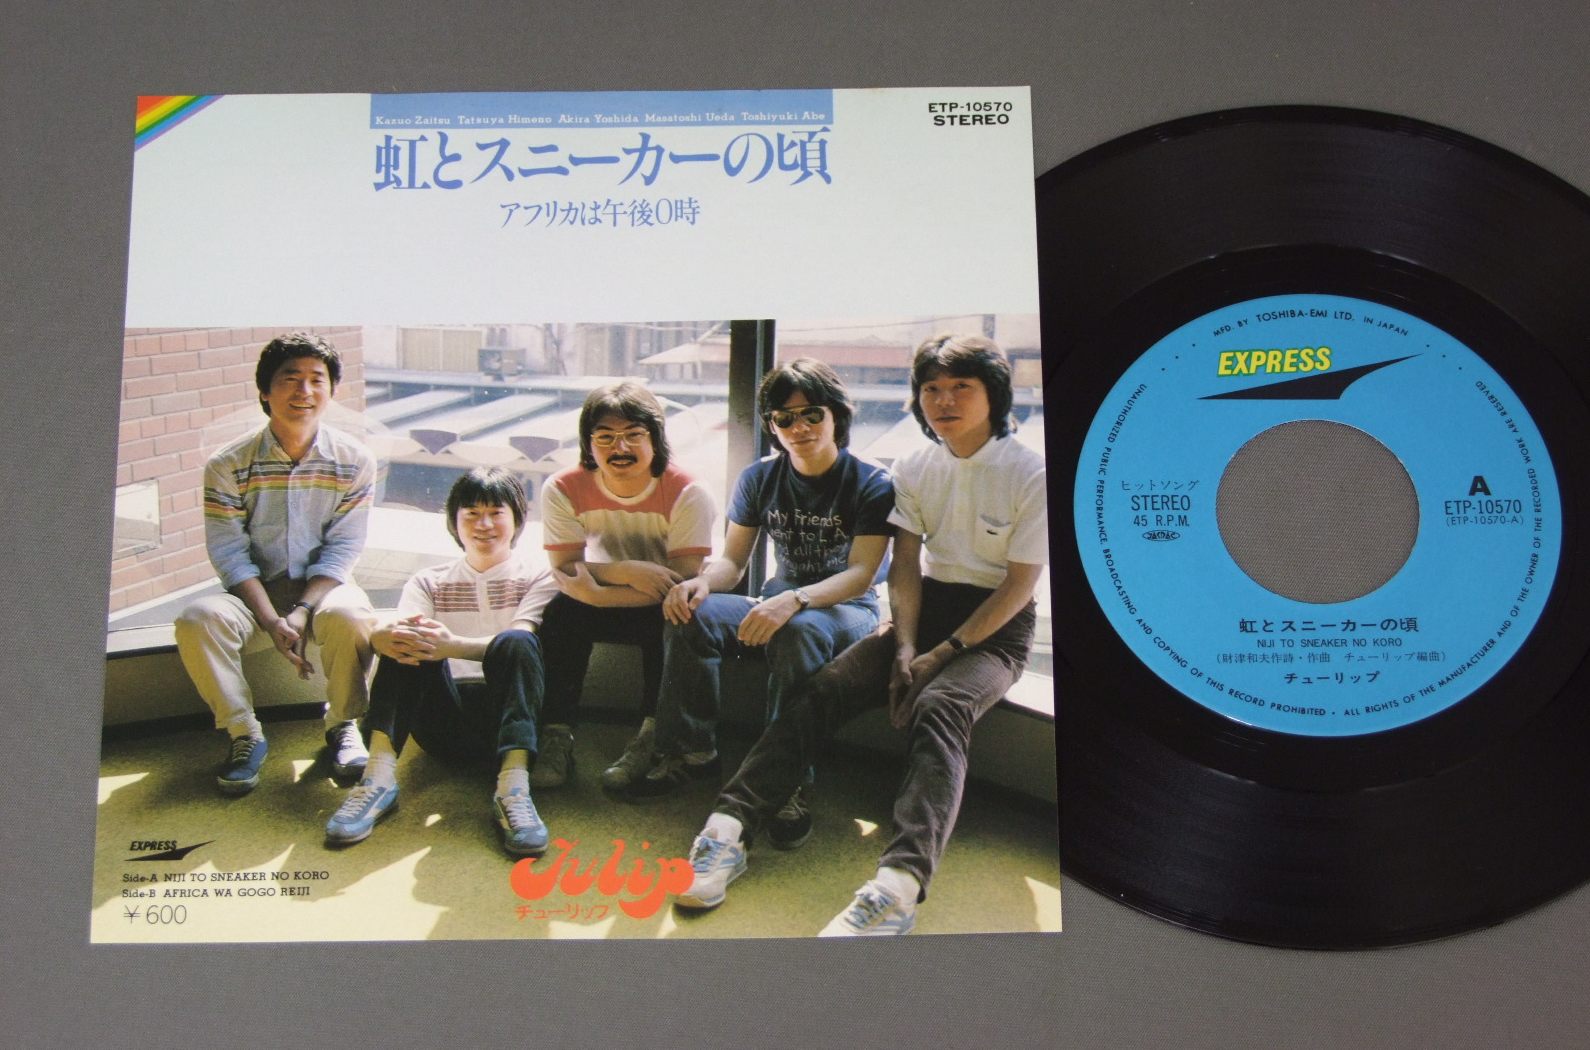 Kazuo Zaitsu Tatsuya Himeno Akira Yoshida Masatoshi Ueda Toshiyuki Abe
ETP-10570
STEREO
虹とスニーカーの頃
アフリカは午後0時
My Friends
went to L.A.
EXPRESS
Side-A NIJI TO SNEAKER NO KORO
Side-B AFRICA WA GOGO REIJI
¥600
Tulip
チューリップ
MFD. BY TOSHIBA-EMI LTD. IN JAPAN
EXPRESS
ヒットソング
STEREO
45 R.P.M.
JASRAC
A
ETP-10570
(ETP-10570-A)
虹とスニーカーの頃
NIJI TO SNEAKER NO KORO
(財津和夫作詩・作曲 チューリップ編曲)
チューリップ
UNAUTHORIZED PUBLIC PERFORMANCE, BROADCASTING AND COPYING OF THIS RECORD PROHIBITED • ALL RIGHTS OF THE MANUFACTURER AND OF THE OWNER OF THE RECORDED WORK ARE RESERVED